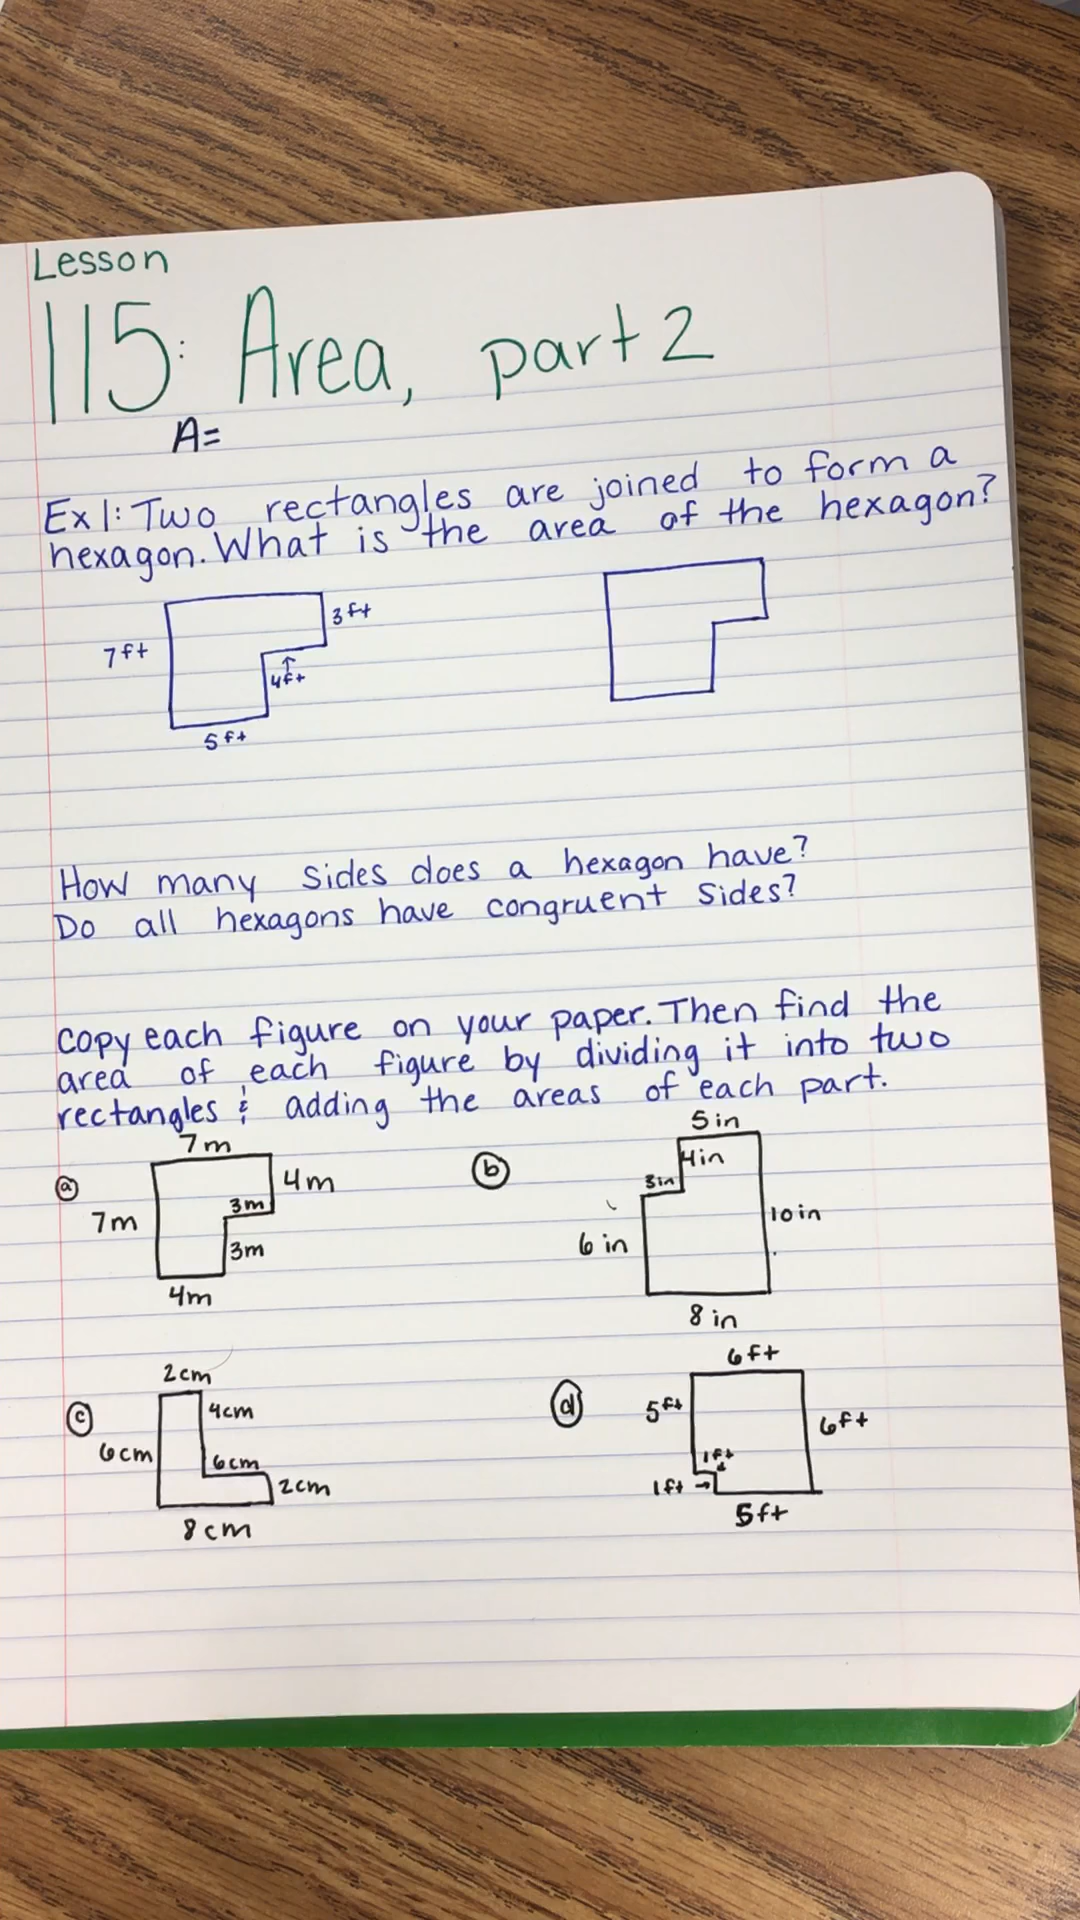 Lesson
115: Area, part 2
A=
Ex 1: Two rectangles are joined to form a
hexagon. What is the area of the hexagon?
3ft
7ft
4ft
5ft
How many sides does a hexagon have?
Do all hexagons have congruent sides?
Copy each figure on your paper. Then find the
area of each figure by dividing it into two
rectangles & adding the areas of each part.
a
7m
4m
7m
3m
3m
4m
b
5in
4in
3in
10in
6 in
8 in
c
2cm
4cm
6cm
6cm
2cm
8cm
d
6ft
5ft
6ft
1ft
1ft
5ft